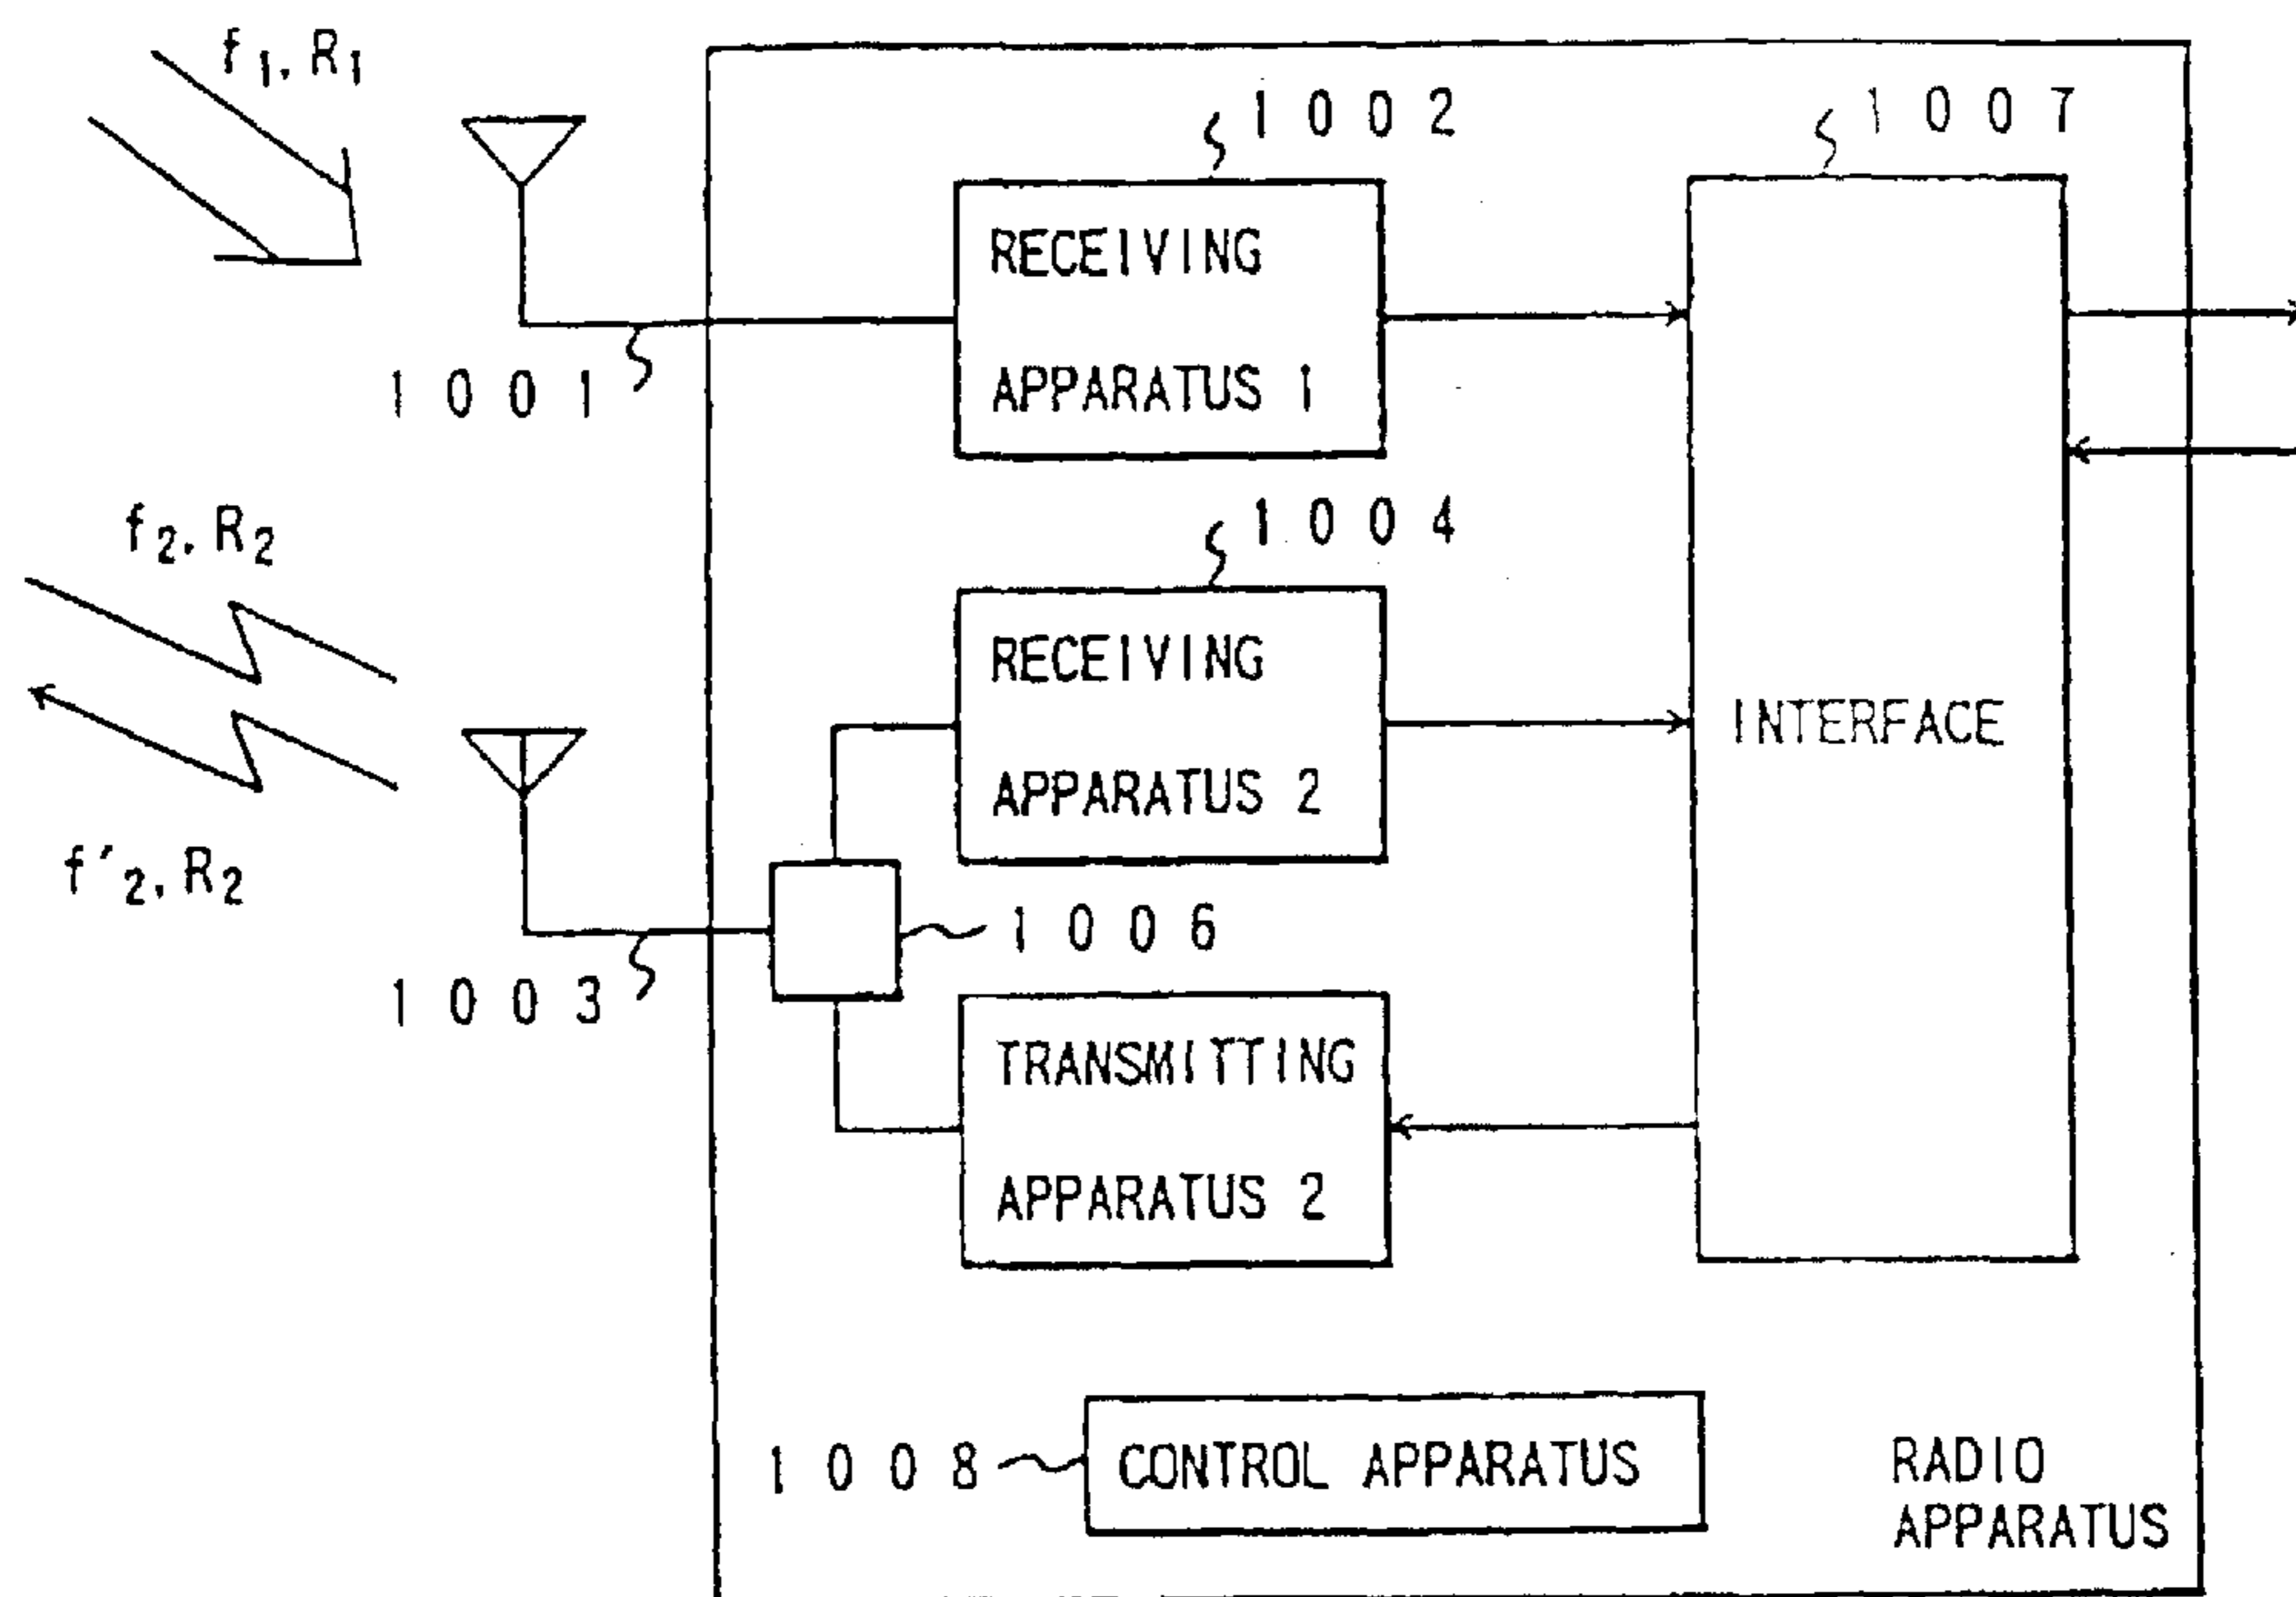 f1, R1
1002
1007
RECEIVING
APPARATUS 1
1001
1004
f2, R2
RECEIVING
APPARATUS 2
INTERFACE
f'2, R2
1006
1003
TRANSMITTING
APPARATUS 2
1008
CONTROL APPARATUS
RADIO
APPARATUS